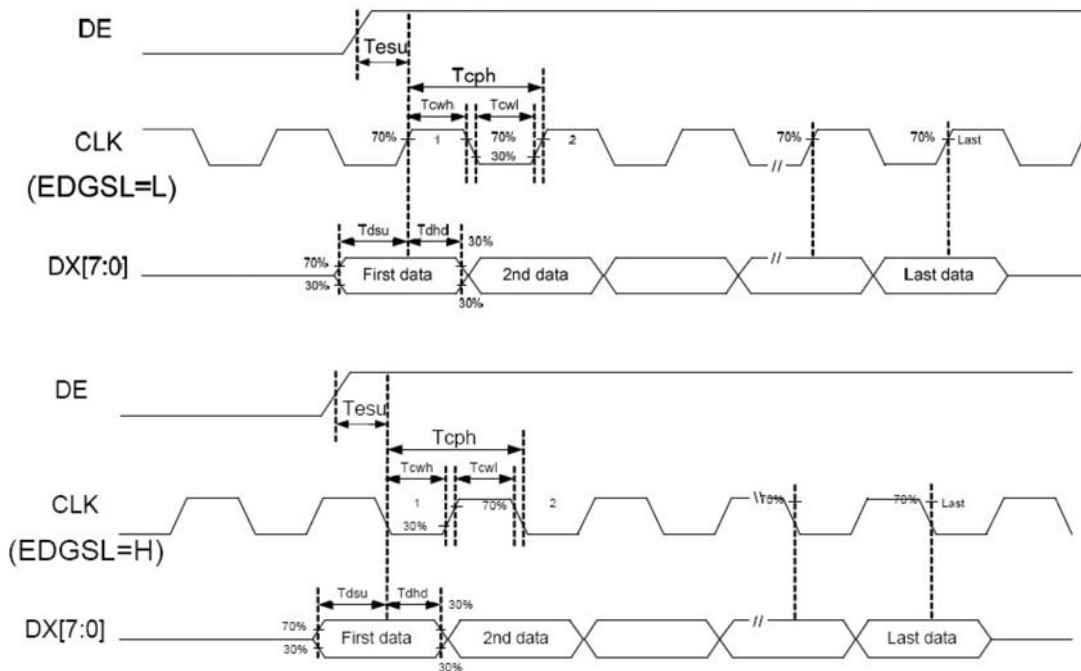 DE
Tesu
Tcph
Tcwh Tcwl
CLK 70% 1 70% 2 70% 70% Last
30%
(EDGSL=L)
//
Tdsu Tdhd 30%
DX[7:0] 70% First data 2nd data // Last data
30% 30%
DE
Tesu
Tcph
Tcwh Tcwl
CLK 1 70% 2 \\ 70% 70% Last
30%
(EDGSL=H)
Tdsu Tdhd 30%
DX[7:0] 70% First data 2nd data // Last data
30% 30%